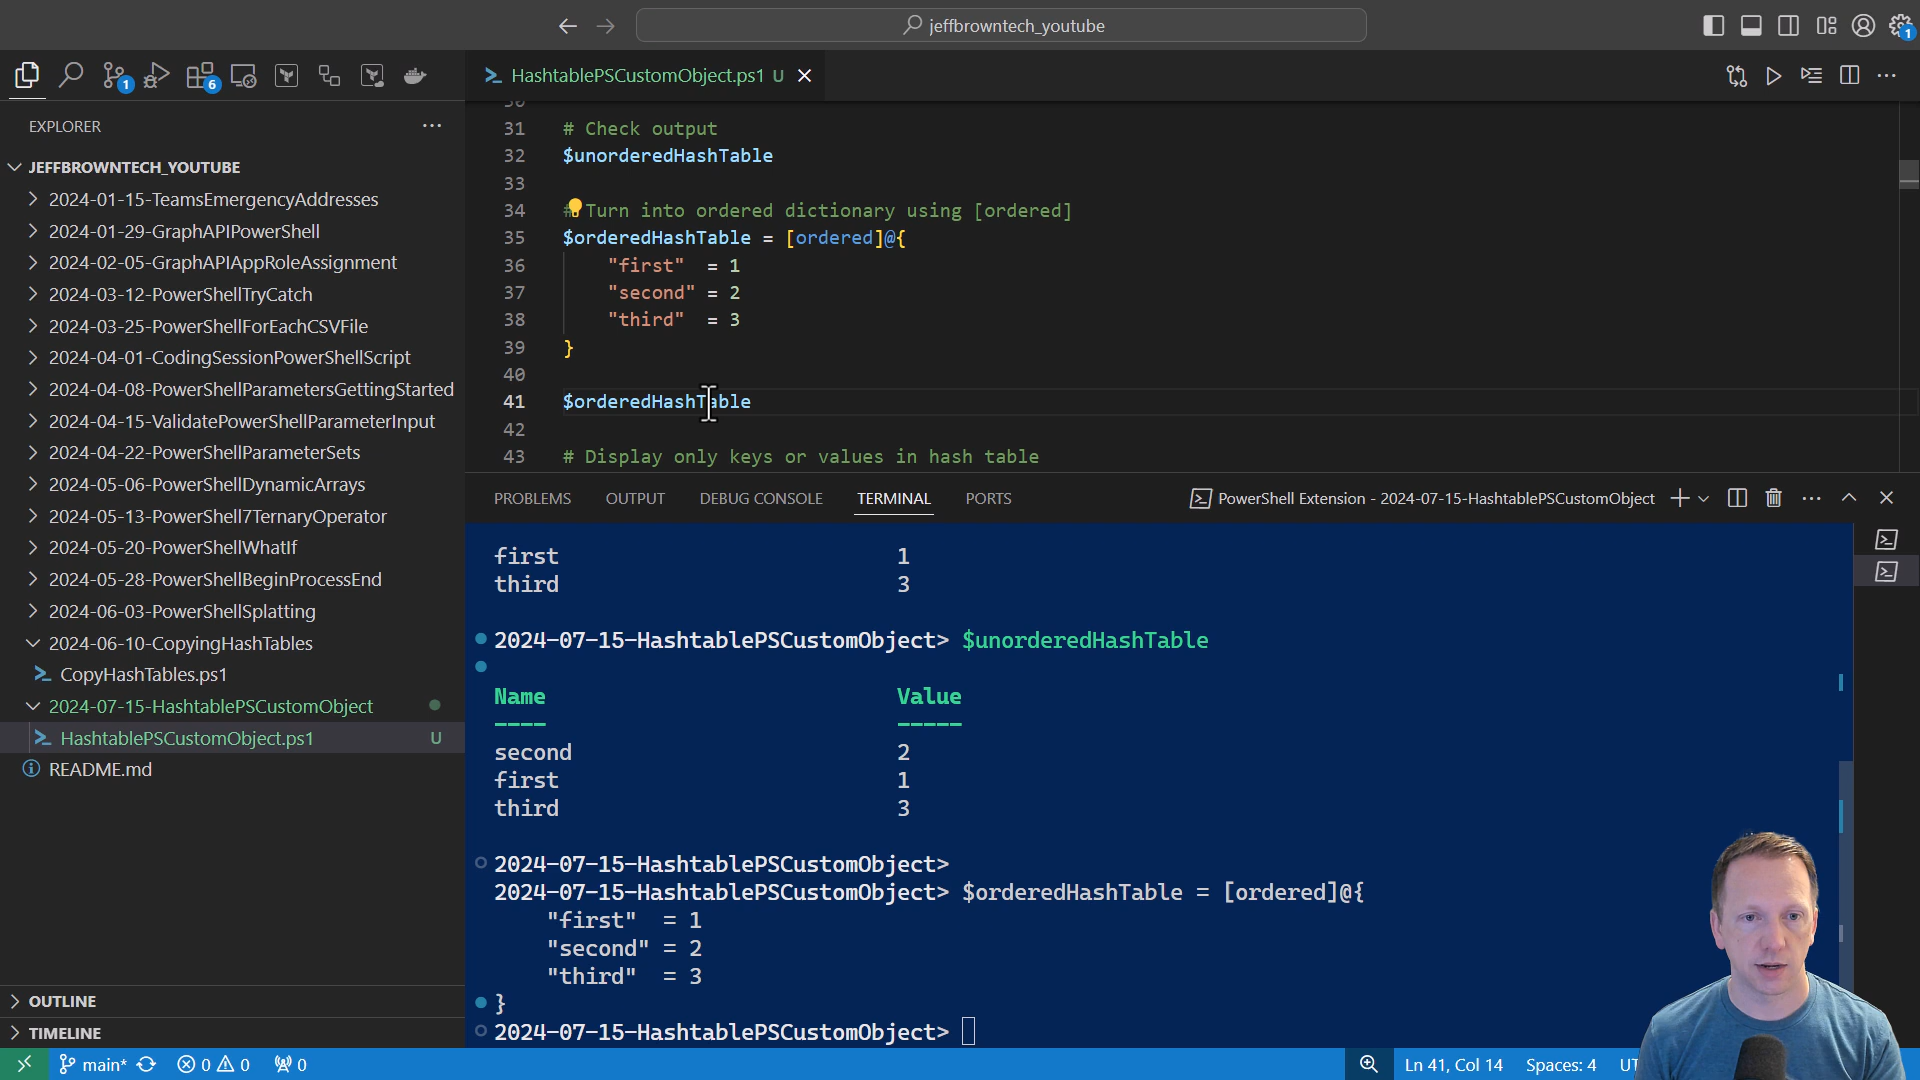 jeffbrowntech_youtube
1
1
6
HashtablePSCustomObject.ps1 U
EXPLORER
JEFFBROWNTECH_YOUTUBE
2024-01-15-TeamsEmergencyAddresses
2024-01-29-GraphAPIPowerShell
2024-02-05-GraphAPIAppRoleAssignment
2024-03-12-PowerShellTryCatch
2024-03-25-PowerShellForEachCSVFile
2024-04-01-CodingSessionPowerShellScript
2024-04-08-PowerShellParametersGettingStarted
2024-04-15-ValidatePowerShellParameterInput
2024-04-22-PowerShellParameterSets
2024-05-06-PowerShellDynamicArrays
2024-05-13-PowerShell7TernaryOperator
2024-05-20-PowerShellWhatIf
2024-05-28-PowerShellBeginProcessEnd
2024-06-03-PowerShellSplatting
2024-06-10-CopyingHashTables
CopyHashTables.ps1
2024-07-15-HashtablePSCustomObject
HashtablePSCustomObject.ps1 U
README.md
OUTLINE
TIMELINE
30
31 # Check output
32 $unorderedHashTable
33
34 # Turn into ordered dictionary using [ordered]
35 $orderedHashTable = [ordered]@{
36 "first" = 1
37 "second" = 2
38 "third" = 3
39 }
40
41 $orderedHashTable
42
43 # Display only keys or values in hash table
PROBLEMS OUTPUT DEBUG CONSOLE TERMINAL PORTS
PowerShell Extension - 2024-07-15-HashtablePSCustomObject
first 1
third 3
2024-07-15-HashtablePSCustomObject> $unorderedHashTable
Name Value
---- -----
second 2
first 1
third 3
2024-07-15-HashtablePSCustomObject>
2024-07-15-HashtablePSCustomObject> $orderedHashTable = [ordered]@{
"first" = 1
"second" = 2
"third" = 3
}
2024-07-15-HashtablePSCustomObject>
main* 0 0 0
Ln 41, Col 14 Spaces: 4